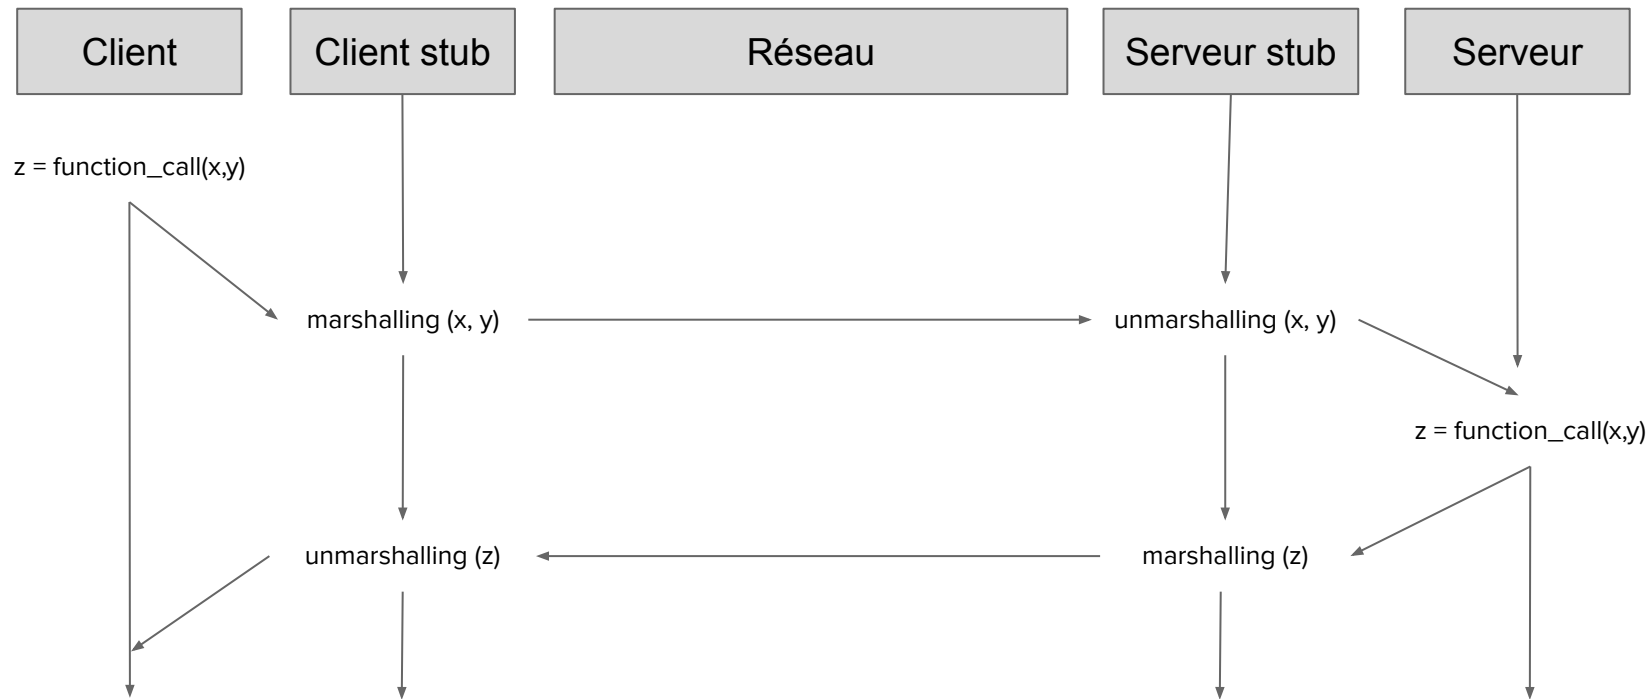 Client
Client stub
Réseau
Serveur stub
Serveur
z = function_call(x,y)
marshalling (x, y)
unmarshalling (x, y)
z = function_call(x,y)
unmarshalling (z)
marshalling (z)